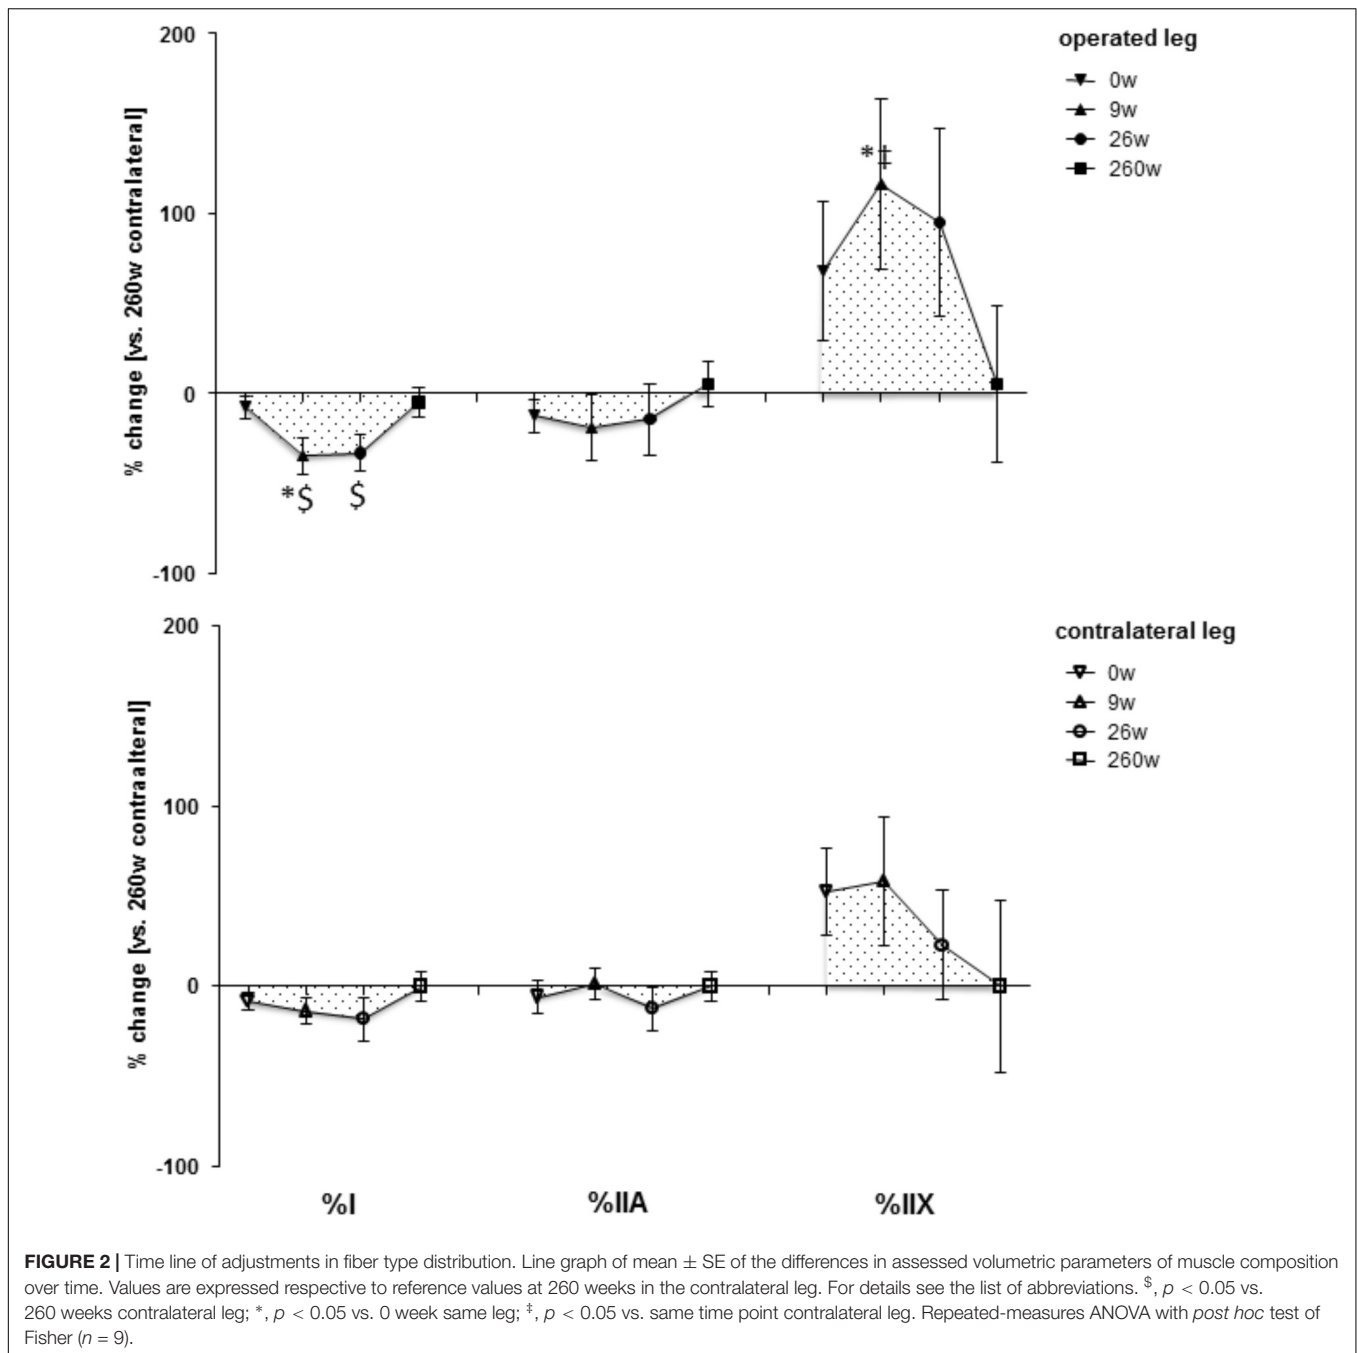 200
100
0
-100
% change [vs. 260w contralateral]
* ‡
*$
$
operated leg
0w
9w
26w
260w
200
100
0
-100
% change [vs. 260w contraalteral]
contralateral leg
0w
9w
26w
260w
%I %IIA %IIX
FIGURE 2 | Time line of adjustments in fiber type distribution. Line graph of mean ± SE of the differences in assessed volumetric parameters of muscle composition
over time. Values are expressed respective to reference values at 260 weeks in the contralateral leg. For details see the list of abbreviations. $, p < 0.05 vs.
260 weeks contralateral leg; *, p < 0.05 vs. 0 week same leg; ‡, p < 0.05 vs. same time point contralateral leg. Repeated-measures ANOVA with post hoc test of
Fisher (n = 9).